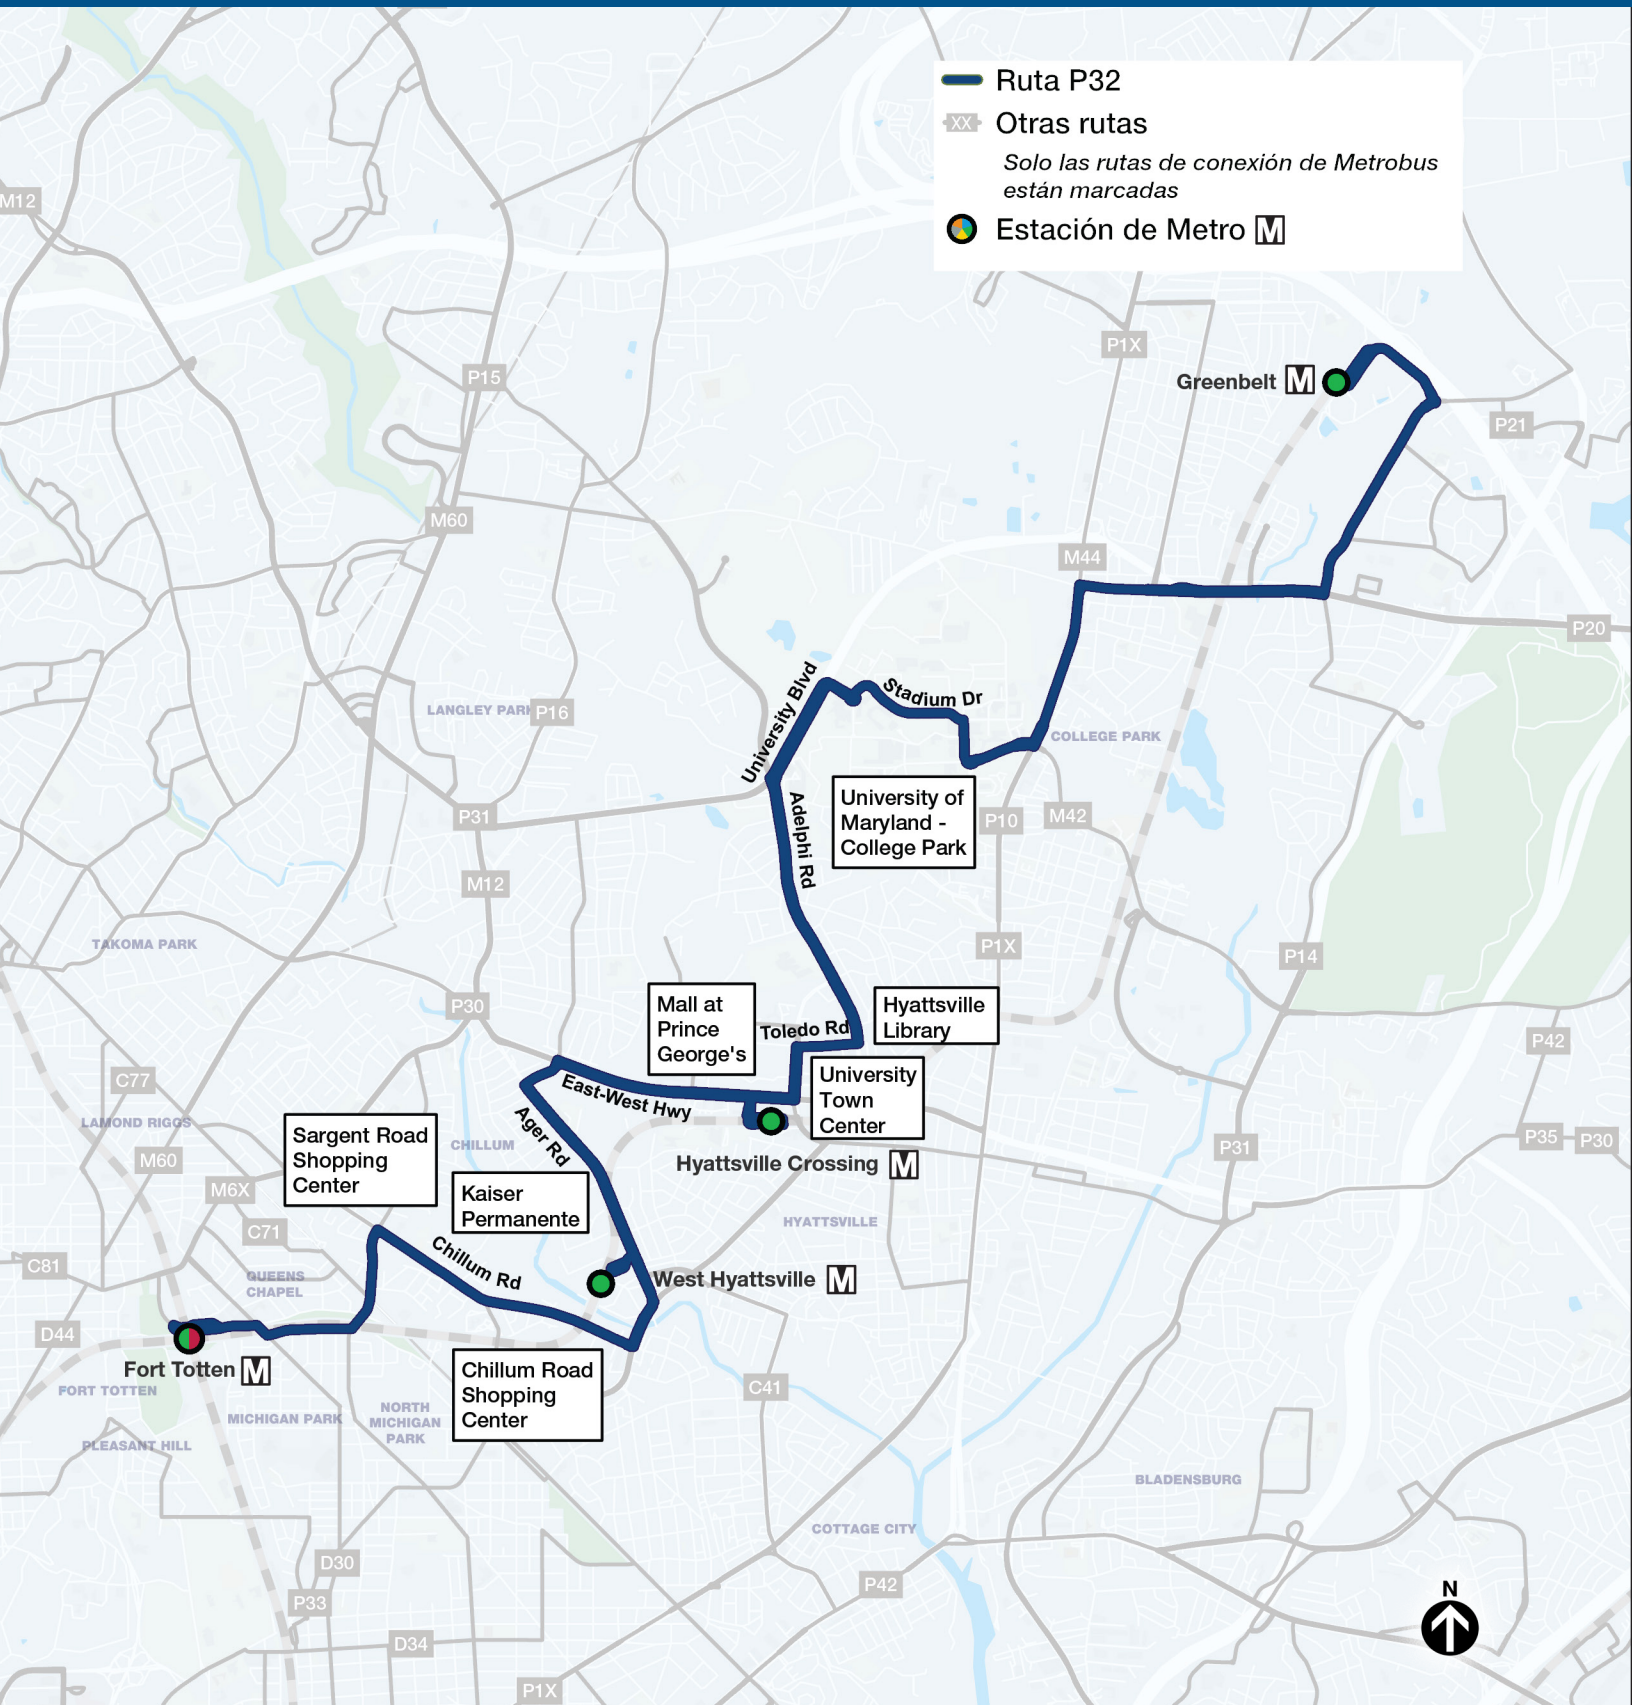 Ruta P32
XX Otras rutas
Solo las rutas de conexión de Metrobus
están marcadas
Estación de Metro M
M12
P1X
P15
Greenbelt M
P21
M60
M44
P20
University Blvd
Stadium Dr
LANGLEY PARK
P16
COLLEGE PARK
University of
Maryland -
College Park
Adelphi Rd
P31
P10
M42
M12
TAKOMA PARK
P1X
P14
P30
Mall at
Prince
George's
Toledo Rd
Hyattsville
Library
P42
C77
East-West Hwy
University
Town
Center
LAMOND RIGGS
Ager Rd
Sargent Road
Shopping
Center
CHILLUM
P31
P35
P30
M60
Hyattsville Crossing M
M6X
Kaiser
Permanente
HYATTSVILLE
C71
Chillum Rd
C81
QUEENS
CHAPEL
West Hyattsville M
D44
Fort Totten M
FORT TOTTEN
Chillum Road
Shopping
Center
C41
MICHIGAN PARK
NORTH
MICHIGAN
PARK
PLEASANT HILL
BLADENSBURG
COTTAGE CITY
D30
P42
N
P33
D34
P1X